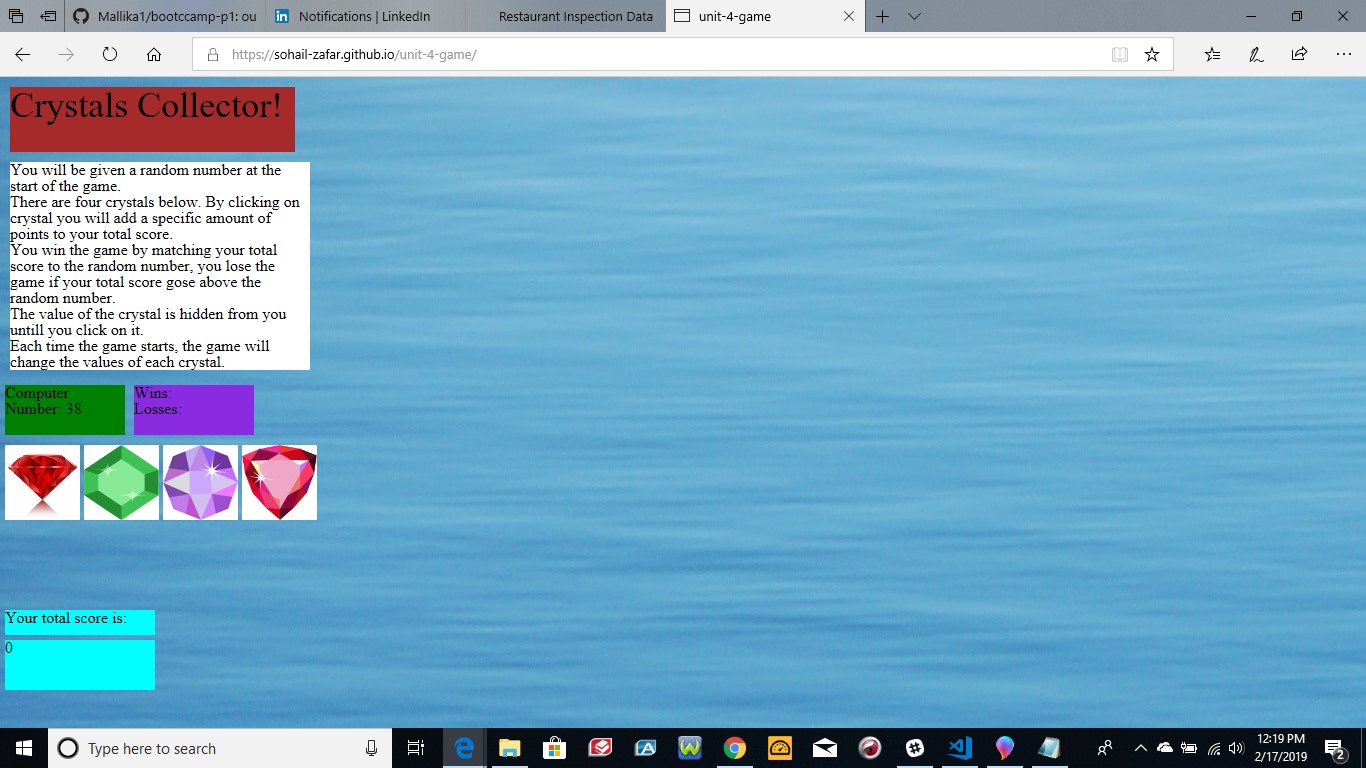 Mallika1/bootccamp-p1: ou
Notifications | LinkedIn
Restaurant Inspection Data
unit-4-game
https://sohail-zafar.github.io/unit-4-game/
Crystals Collector!
You will be given a random number at the
start of the game.
There are four crystals below. By clicking on
crystal you will add a specific amount of
points to your total score.
You win the game by matching your total
score to the random number, you lose the
game if your total score gose above the
random number.
The value of the crystal is hidden from you
untill you click on it.
Each time the game starts, the game will
change the values of each crystal.
Computer
Number: 38
Wins:
Losses:
Your total score is:
0
Type here to search
12:19 PM
2/17/2019
2